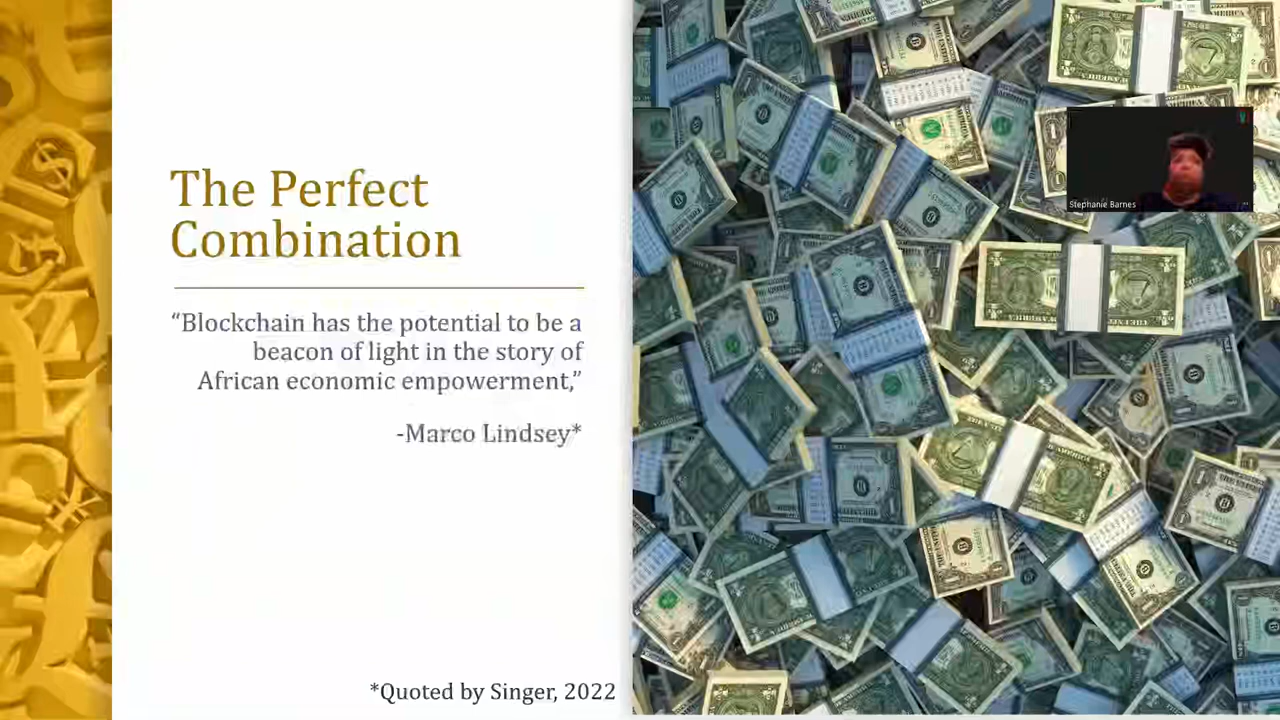 The Perfect
Combination
“Blockchain has the potential to be a
beacon of light in the story of
African economic empowerment,”
-Marco Lindsey*
*Quoted by Singer, 2022
Stephanie Barnes